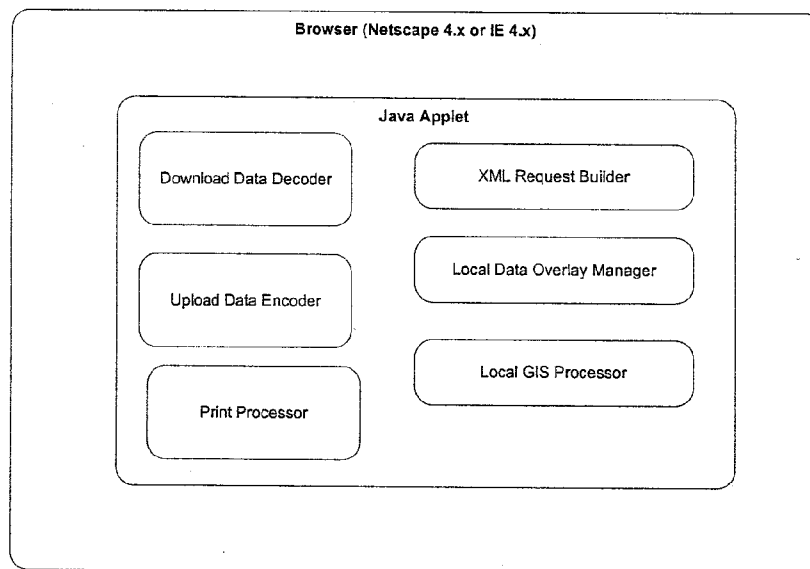 Browser (Netscape 4.x or IE 4.x)
Java Applet
Download Data Decoder
XML Request Builder
Upload Data Encoder
Local Data Overlay Manager
Print Processor
Local GIS Processor